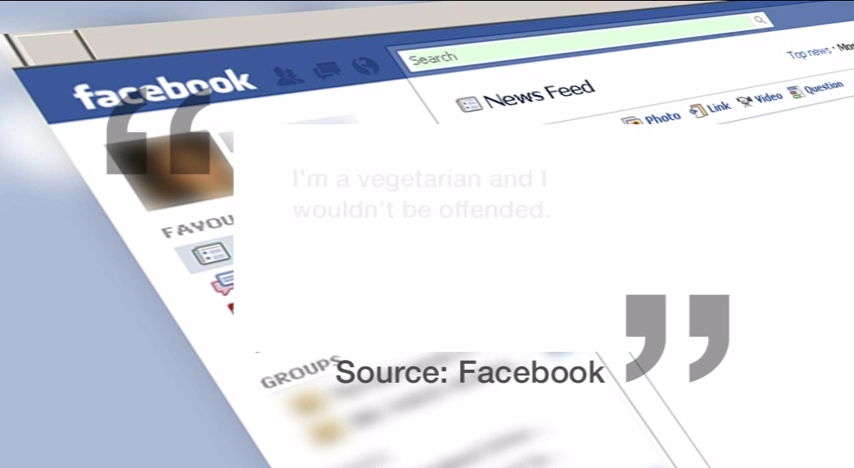 facebook
Search
News Feed
Top news
Photo
Link
Video
Question
“
I'm a vegetarian and I
wouldn't be offended.
”
FAVOU
GROUPS
Source: Facebook